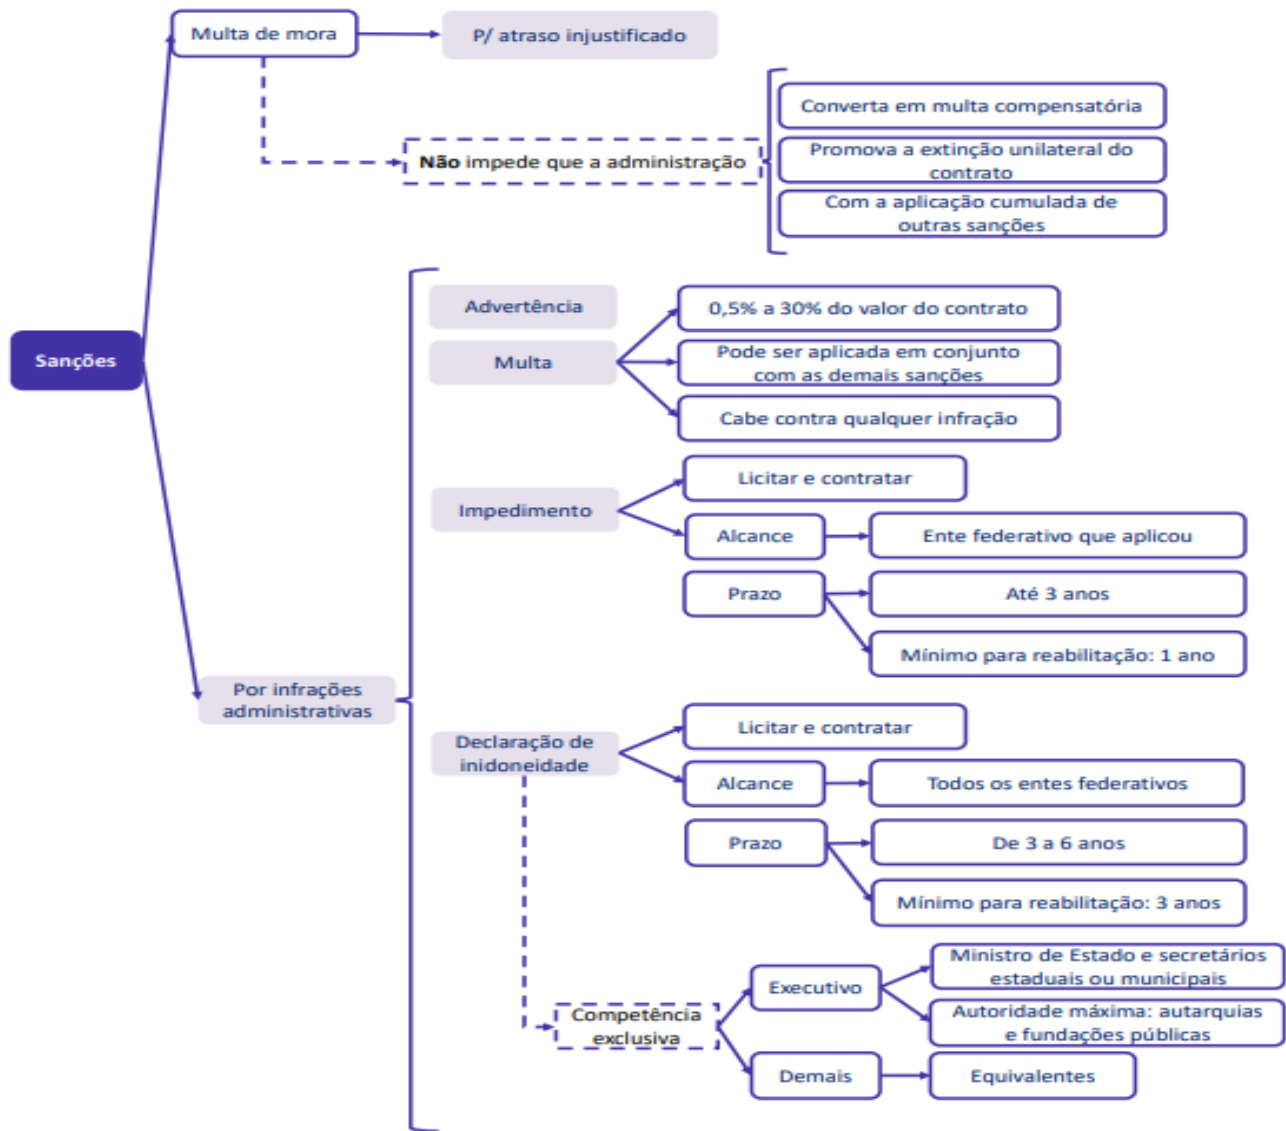 Multa de mora
P/ atraso injustificado
Converta em multa compensatória
Não impede que a administração
Promova a extinção unilateral do
contrato
Com a aplicação cumulada de
outras sanções
Sanções
Advertência
0,5% a 30% do valor do contrato
Multa
Pode ser aplicada em conjunto
com as demais sanções
Cabe contra qualquer infração
Impedimento
Licitar e contratar
Alcance
Ente federativo que aplicou
Prazo
Até 3 anos
Mínimo para reabilitação: 1 ano
Por infrações
administrativas
Declaração de
inidoneidade
Licitar e contratar
Alcance
Todos os entes federativos
Prazo
De 3 a 6 anos
Mínimo para reabilitação: 3 anos
Competência
exclusiva
Executivo
Ministro de Estado e secretários
estaduais ou municipais
Autoridade máxima: autarquias
e fundações públicas
Demais
Equivalentes